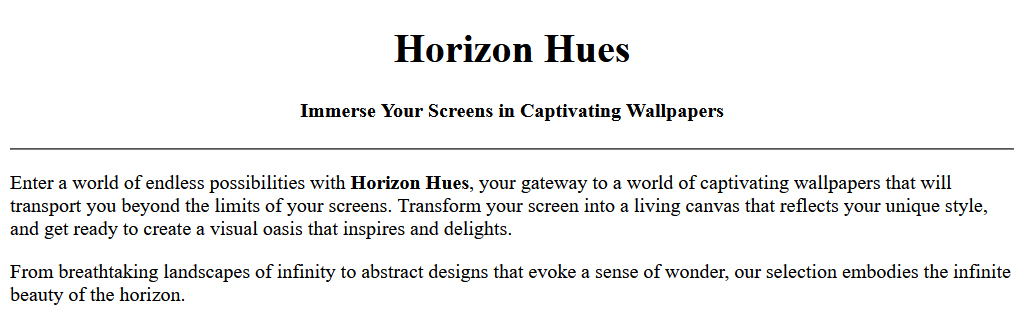 Horizon Hues
Immerse Your Screens in Captivating Wallpapers
Enter a world of endless possibilities with Horizon Hues, your gateway to a world of captivating wallpapers that will
transport you beyond the limits of your screens. Transform your screen into a living canvas that reflects your unique style,
and get ready to create a visual oasis that inspires and delights.
From breathtaking landscapes of infinity to abstract designs that evoke a sense of wonder, our selection embodies the infinite
beauty of the horizon.